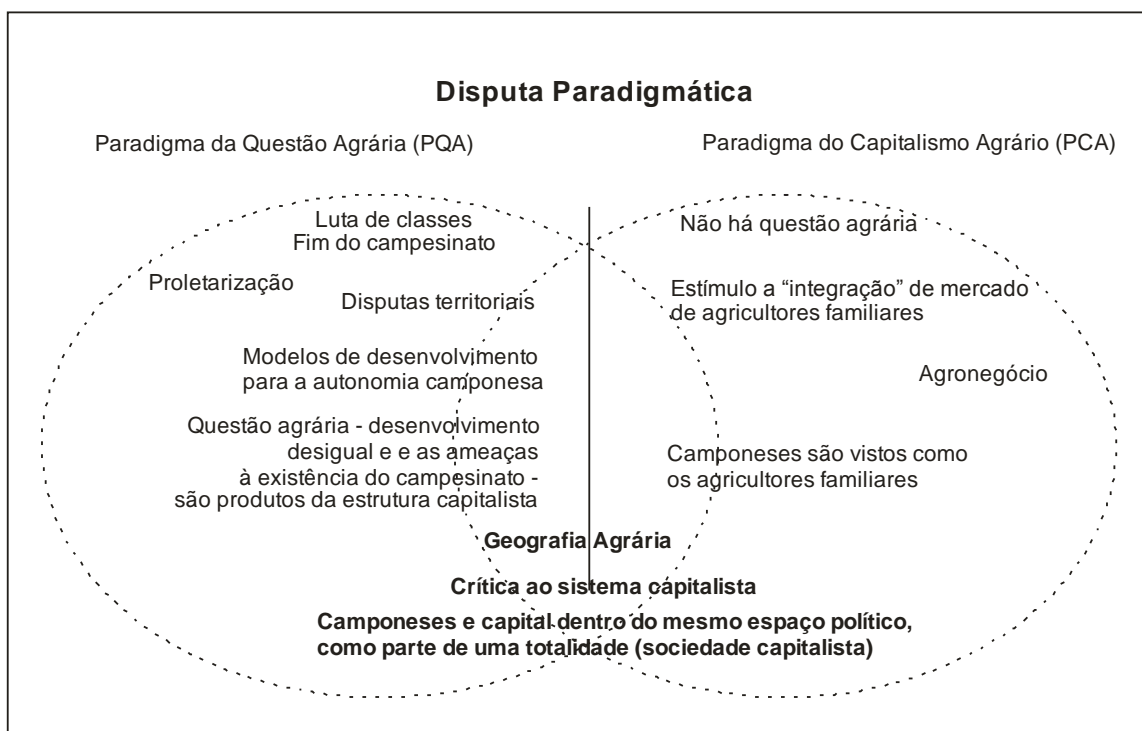 Disputa Paradigmática
Paradigma da Questão Agrária (PQA)
Paradigma do Capitalismo Agrário (PCA)
Luta de classes
Fim do campesinato
Proletarização
Disputas territoriais
Modelos de desenvolvimento
para a autonomia camponesa
Questão agrária - desenvolvimento
desigual e e as ameaças
à existência do campesinato -
são produtos da estrutura capitalista
Não há questão agrária
Estímulo a “integração” de mercado
de agricultores familiares
Agronegócio
Camponeses são vistos como
os agricultores familiares
Geografia Agrária
Crítica ao sistema capitalista
Camponeses e capital dentro do mesmo espaço político,
como parte de uma totalidade (sociedade capitalista)